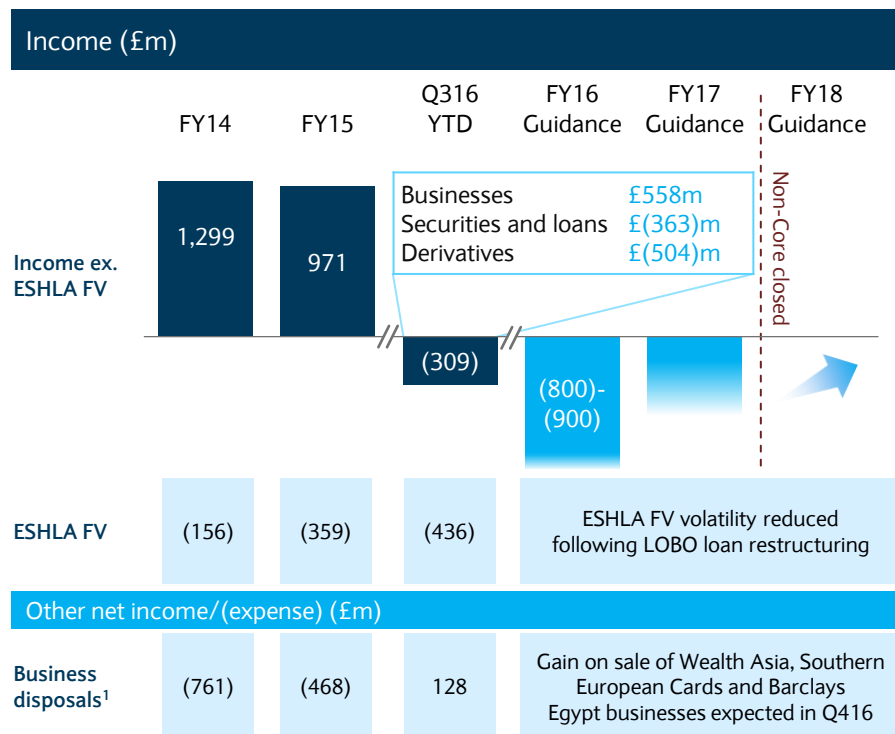 Income (£m)
FY14
FY15
Q316
YTD
FY16
Guidance
FY17
Guidance
FY18
Guidance
Income ex.
ESHLA FV
1,299
971
(309)
Businesses £558m
Securities and loans £(363)m
Derivatives £(504)m
(800)-
(900)
Non-Core closed
ESHLA FV
(156)
(359)
(436)
ESHLA FV volatility reduced
following LOBO loan restructuring
Other net income/(expense) (£m)
Business
disposals¹
(761)
(468)
128
Gain on sale of Wealth Asia, Southern
European Cards and Barclays
Egypt businesses expected in Q416